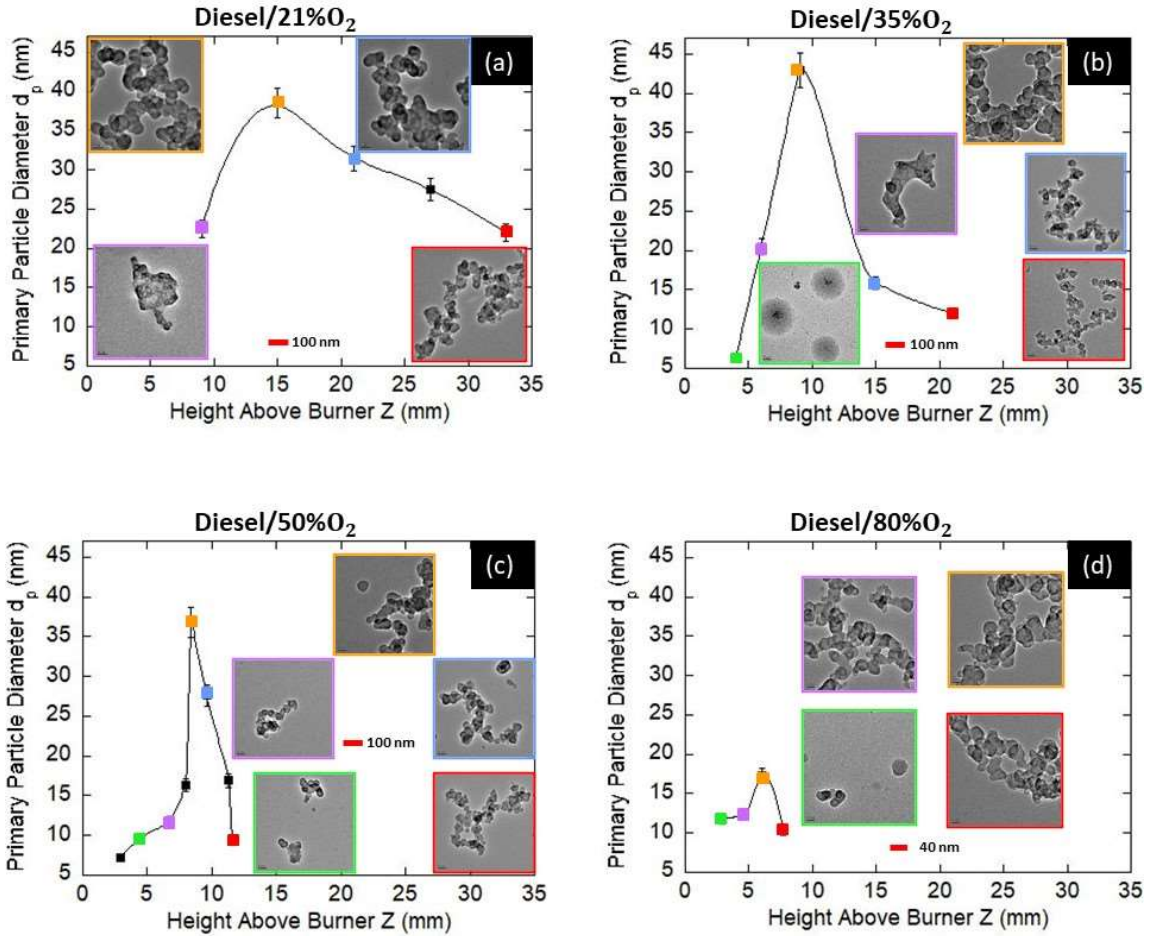 Diesel/21%O₂
(a)
Primary Particle Diameter dₚ (nm)
45
40
35
30
25
20
15
10
5
100 nm
0 5 10 15 20 25 30 35
Height Above Burner Z (mm)
Diesel/35%O₂
(b)
Primary Particle Diameter dₚ (nm)
45
40
35
30
25
20
15
10
5
100 nm
0 5 10 15 20 25 30 35
Height Above Burner Z (mm)
Diesel/50%O₂
(c)
Primary Particle Diameter dₚ (nm)
45
40
35
30
25
20
15
10
5
100 nm
0 5 10 15 20 25 30 35
Height Above Burner Z (mm)
Diesel/80%O₂
(d)
Primary Particle Diameter dₚ (nm)
45
40
35
30
25
20
15
10
5
40 nm
0 5 10 15 20 25 30 35
Height Above Burner Z (mm)